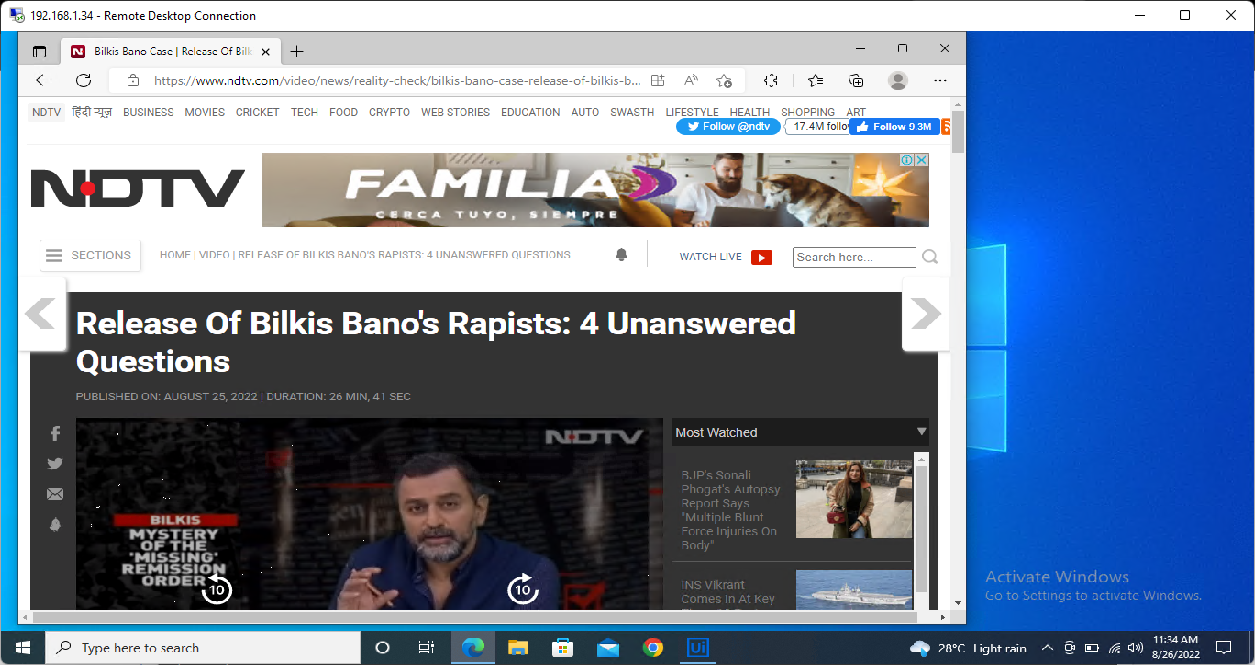 192.168.1.34 - Remote Desktop Connection
Bilkis Bano Case | Release Of Bilk
https://www.ndtv.com/video/news/reality-check/bilkis-bano-case-release-of-bilkis-b...
NDTV हिंदी न्यूज़ BUSINESS MOVIES CRICKET TECH FOOD CRYPTO WEB STORIES EDUCATION AUTO SWASTH LIFESTYLE HEALTH SHOPPING ART
Follow @ndtv 17.4M follow Follow 9.3M
NDTV
FAMILIA
CERCA TUYO, SIEMPRE
SECTIONS HOME | VIDEO | RELEASE OF BILKIS BANO'S RAPISTS: 4 UNANSWERED QUESTIONS WATCH LIVE Search here...
Release Of Bilkis Bano's Rapists: 4 Unanswered
Questions
PUBLISHED ON: AUGUST 25, 2022 | DURATION: 26 MIN, 41 SEC
NDTV
BILKIS
MYSTERY
OF THE
'MISSING'
REMISSION
ORDER
10 10
Most Watched
BJP's Sonali
Phogat's Autopsy
Report Says
"Multiple Blunt
Force Injuries On
Body"
INS Vikrant
Comes In At Key
Activate Windows
Go to Settings to activate Windows.
Type here to search
Ui
28°C Light rain
11:34 AM
8/26/2022